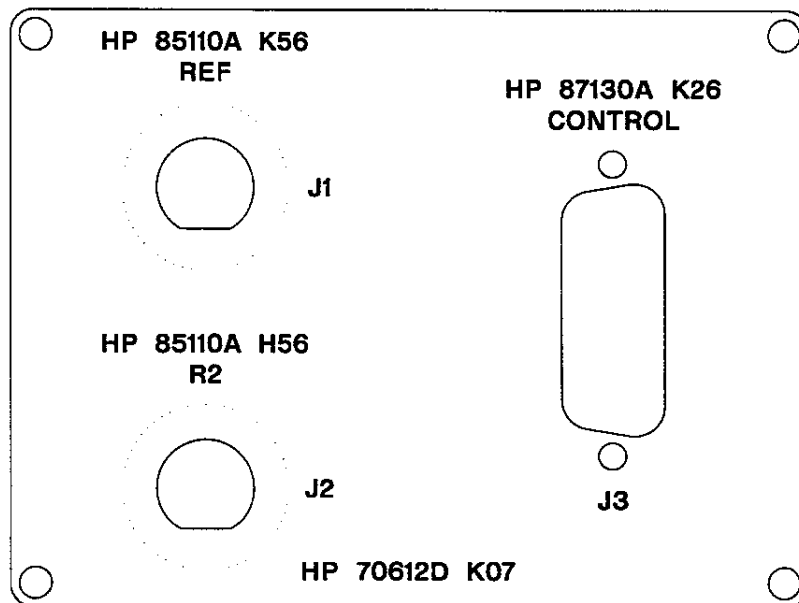 HP 85110A K56
REF
J1
HP 87130A K26
CONTROL
J3
HP 85110A H56
R2
J2
HP 70612D K07